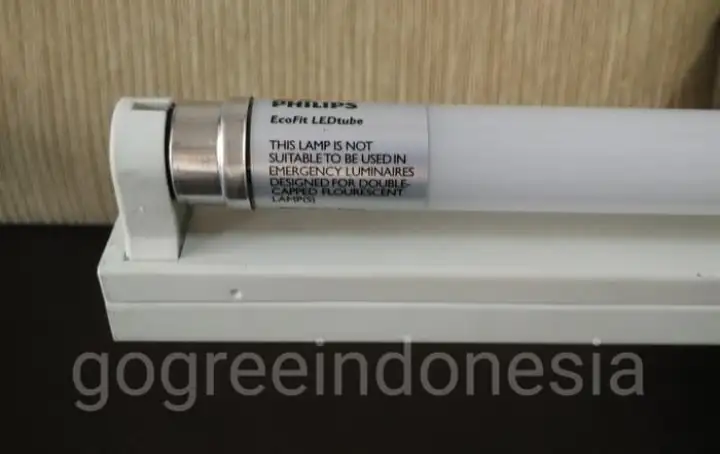 PHILIPS
EcoFit LEDtube
THIS LAMP IS NOT
SUITABLE TO BE USED IN
EMERGENCY LUMINAIRES
DESIGNED FOR DOUBLE-
CAPPED FLOURESCENT
LAMP(S)
gogreeindonesia